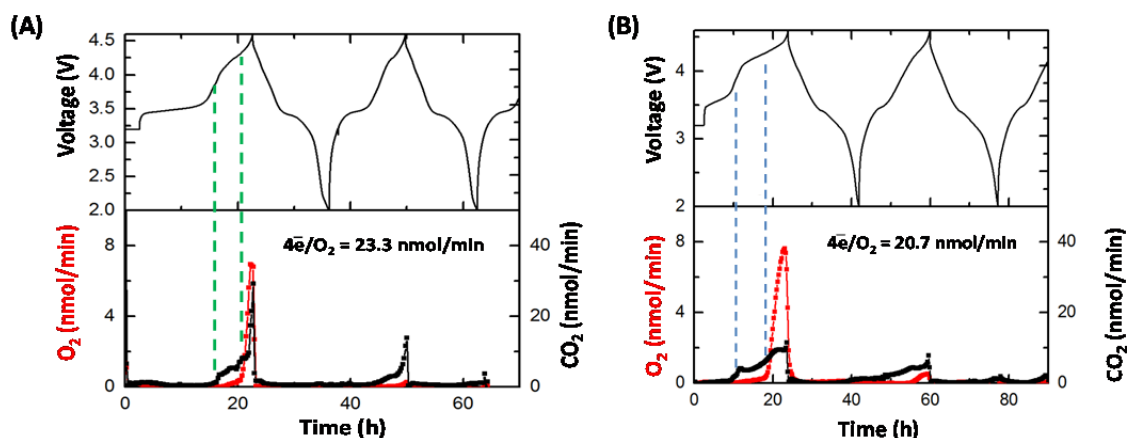 (A)
Voltage (V)
4.5
4.0
3.5
3.0
2.5
2.0
O₂ (nmol/min)
8
4
0
4e̅/O₂ = 23.3 nmol/min
40
20
0
CO₂ (nmol/min)
0 20 40 60
Time (h)
(B)
Voltage (V)
4
3
2
O₂ (nmol/min)
8
4
0
4e̅/O₂ = 20.7 nmol/min
40
20
0
CO₂ (nmol/min)
0 20 40 60 80
Time (h)